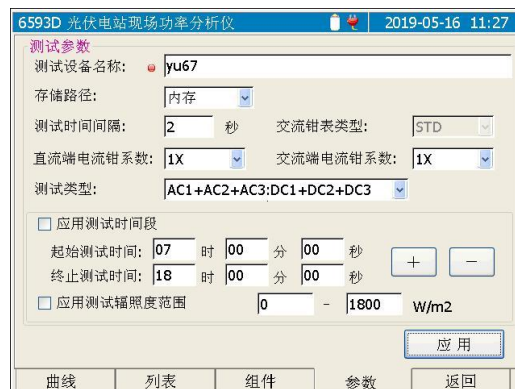 6593D 光伏电站现场功率分析仪 2019-05-16 11:27
测试参数
测试设备名称: yu67
存储路径: 内存
测试时间间隔: 2 秒 交流钳表类型: STD
直流端电流钳系数: 1X 交流端电流钳系数: 1X
测试类型: AC1+AC2+AC3:DC1+DC2+DC3
应用测试时间段
起始测试时间: 07 时 00 分 00 秒
终止测试时间: 18 时 00 分 00 秒
+ −
应用测试辐照度范围 0 - 1800 W/m2
应用
曲线 列表 组件 参数 返回